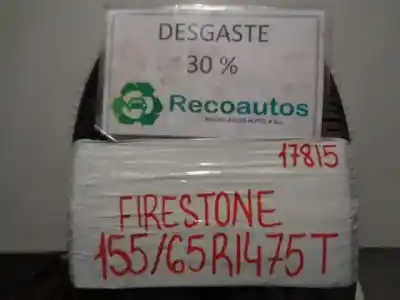 DESGASTE
30 %
Recoautos
17815
FIRESTONE
155/65R1475T